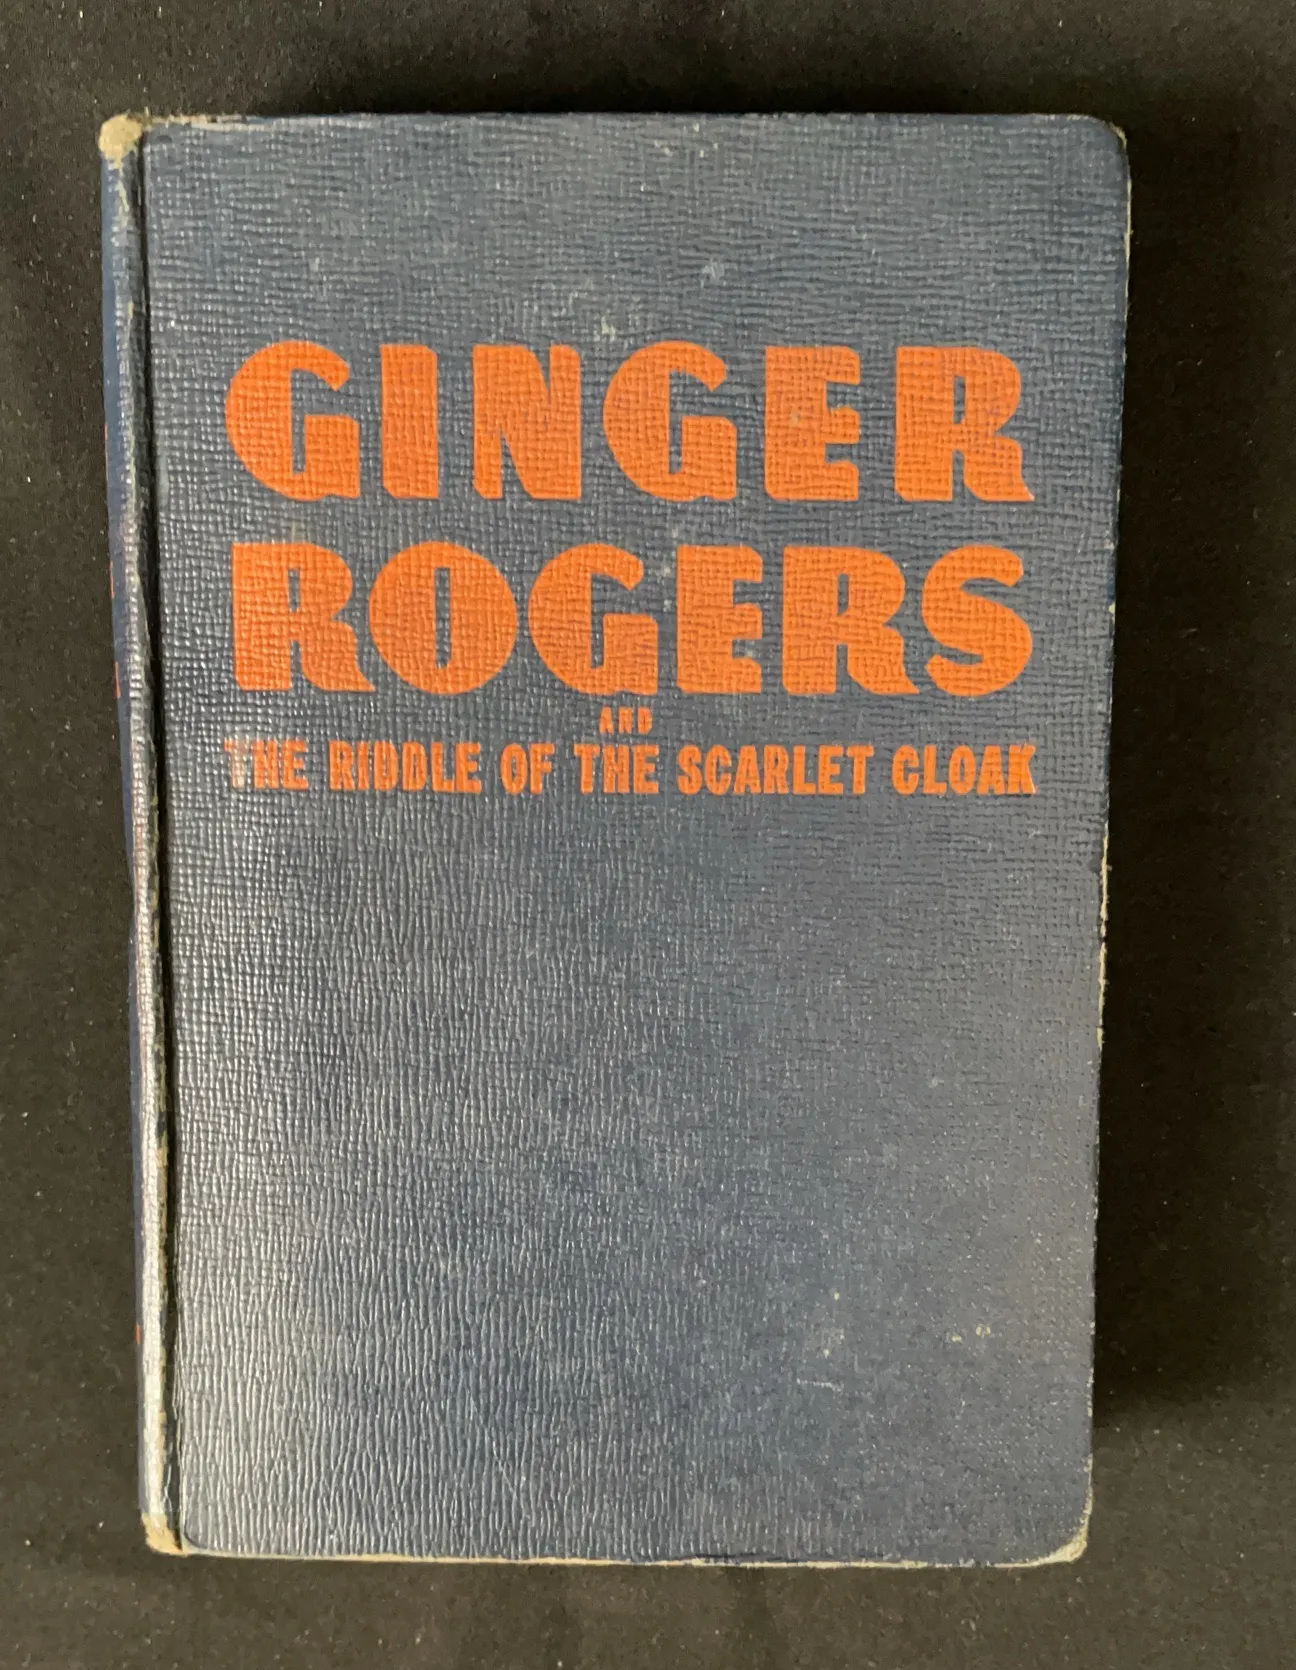 GINGER
ROGERS
AND
THE RIDDLE OF THE SCARLET CLOAK